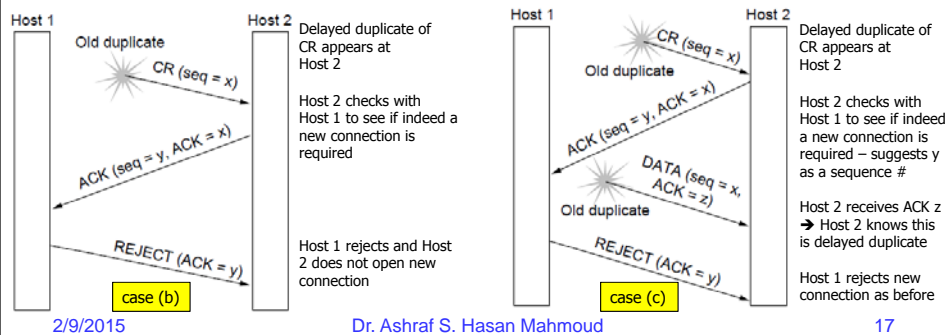 Host 1
Host 2
Old duplicate
CR (seq = x)
ACK (seq = y, ACK = x)
REJECT (ACK = y)
case (b)
Delayed duplicate of
CR appears at
Host 2
Host 2 checks with
Host 1 to see if indeed a
new connection is
required
Host 1 rejects and Host
2 does not open new
connection
Host 1
Host 2
CR (seq = x)
Old duplicate
ACK (seq = y, ACK = x)
DATA (seq = x,
ACK = z)
Old duplicate
REJECT (ACK = y)
case (c)
Delayed duplicate of
CR appears at
Host 2
Host 2 checks with
Host 1 to see if indeed
a new connection is
required – suggests y
as a sequence #
Host 2 receives ACK z
➔ Host 2 knows this
is delayed duplicate
Host 1 rejects new
connection as before
2/9/2015
Dr. Ashraf S. Hasan Mahmoud
17